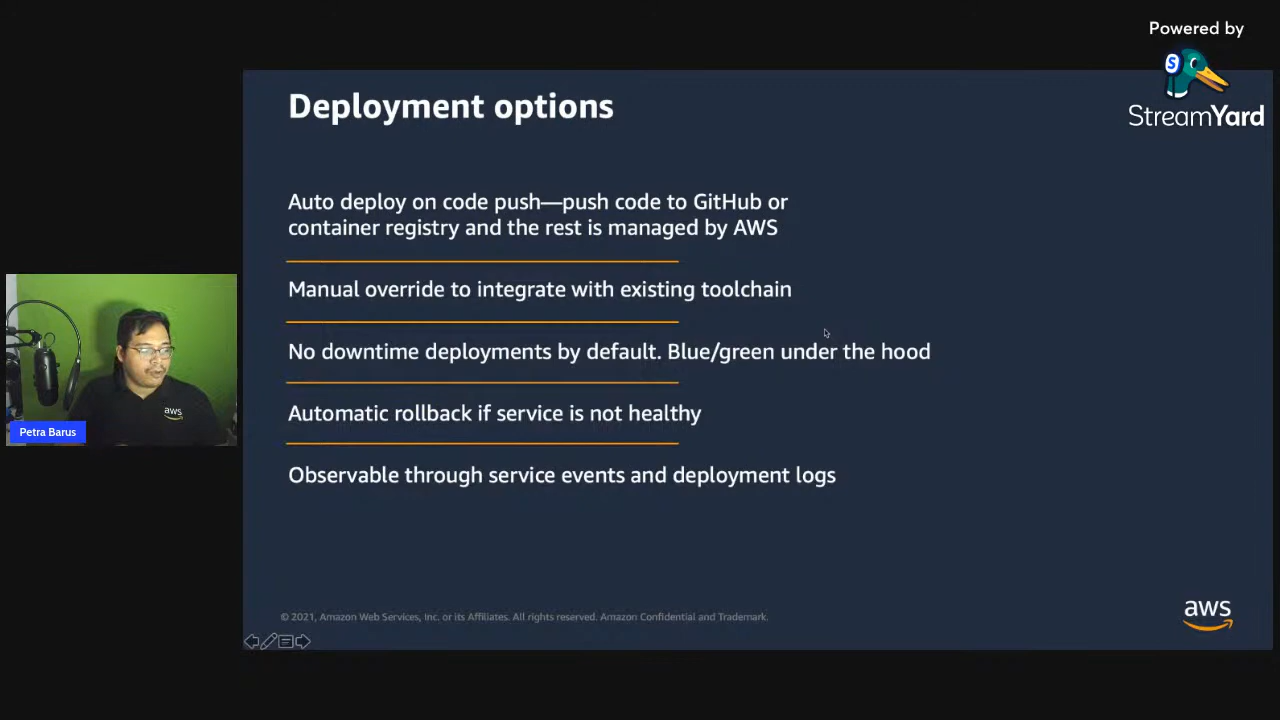 Powered by
StreamYard
Deployment options
Auto deploy on code push—push code to GitHub or
container registry and the rest is managed by AWS
Manual override to integrate with existing toolchain
No downtime deployments by default. Blue/green under the hood
Automatic rollback if service is not healthy
Observable through service events and deployment logs
aws
Petra Barus
© 2021, Amazon Web Services, Inc. or its Affiliates. All rights reserved. Amazon Confidential and Trademark.
aws